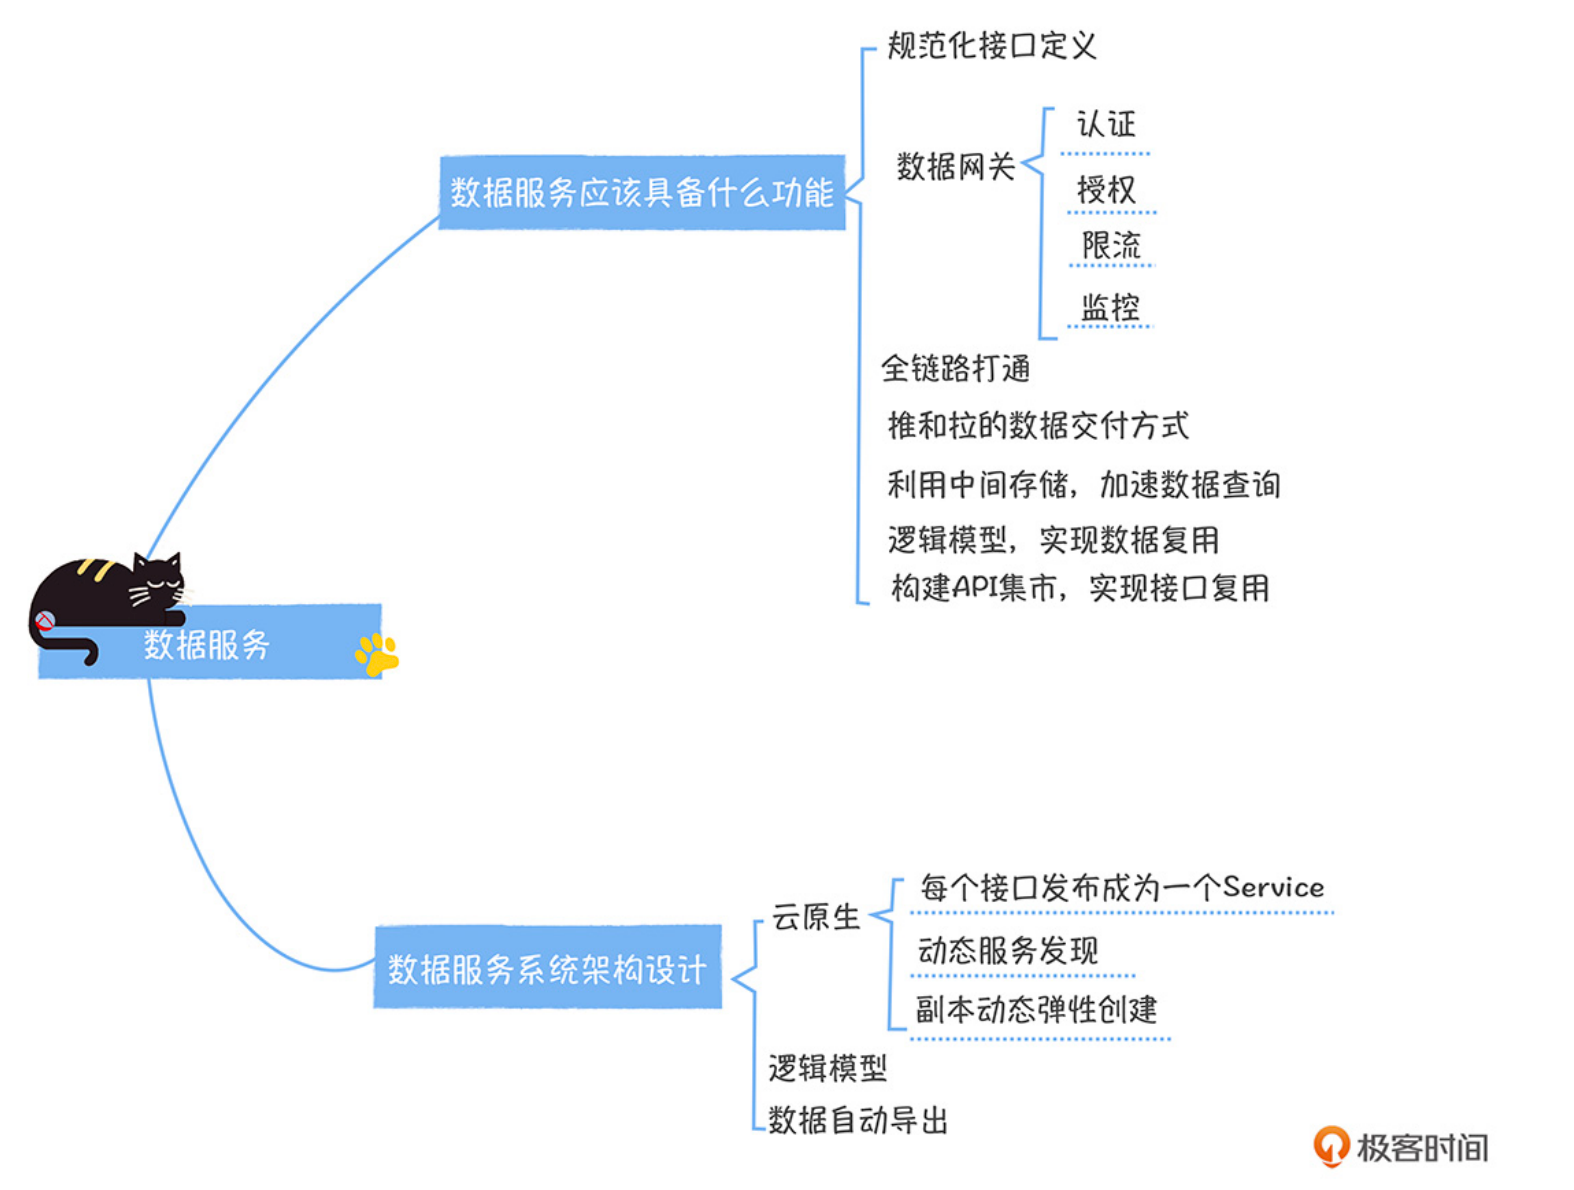 规范化接口定义
认证
数据网关
授权
数据服务应该具备什么功能
限流
监控
全链路打通
推和拉的数据交付方式
利用中间存储，加速数据查询
逻辑模型，实现数据复用
构建API集市，实现接口复用
数据服务
每个接口发布成为一个Service
云原生
动态服务发现
数据服务系统架构设计
副本动态弹性创建
逻辑模型
数据自动导出
极客时间